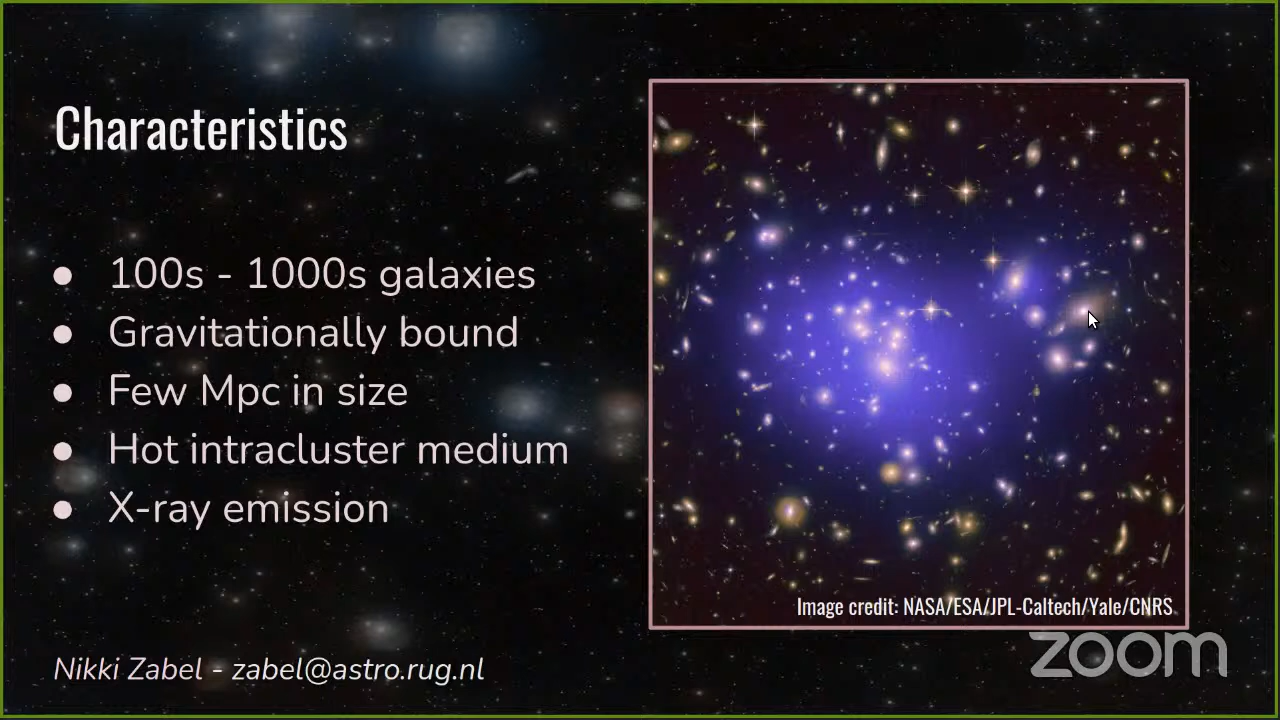 Characteristics
● 100s - 1000s galaxies
● Gravitationally bound
● Few Mpc in size
● Hot intracluster medium
● X-ray emission
Image credit: NASA/ESA/JPL-Caltech/Yale/CNRS
Nikki Zabel - zabel@astro.rug.nl
zoom